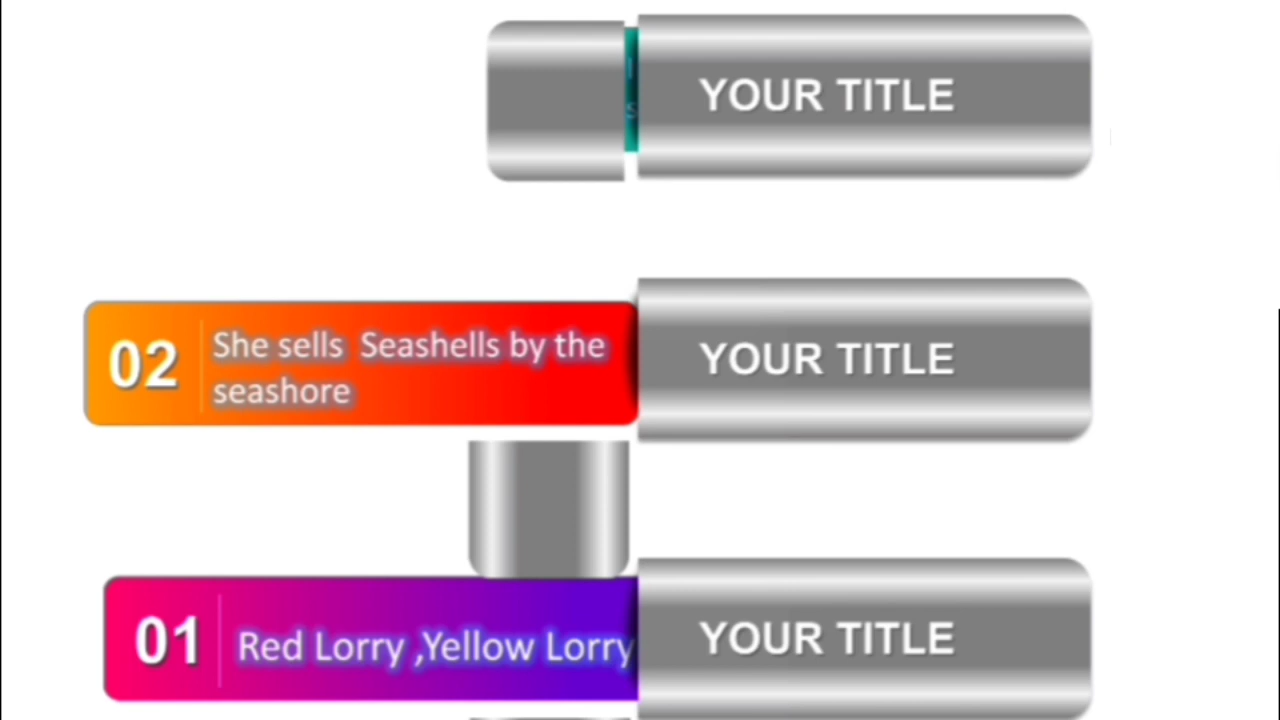 YOUR TITLE
02
She sells Seashells by the
seashore
YOUR TITLE
01
Red Lorry ,Yellow Lorry
YOUR TITLE